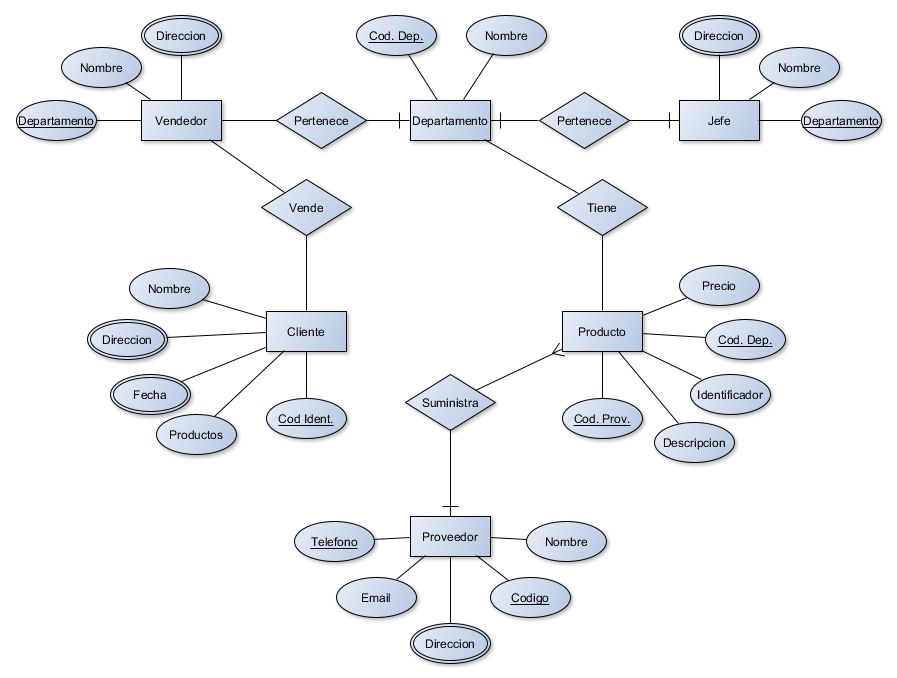 Direccion
Cod. Dep.
Nombre
Direccion
Nombre
Nombre
Departamento
Vendedor
Pertenece
Departamento
Pertenece
Jefe
Departamento
Vende
Tiene
Nombre
Precio
Direccion
Cliente
Producto
Cod. Dep.
Fecha
Identificador
Suministra
Productos
Cod Ident.
Cod. Prov.
Descripcion
Telefono
Proveedor
Nombre
Email
Codigo
Direccion